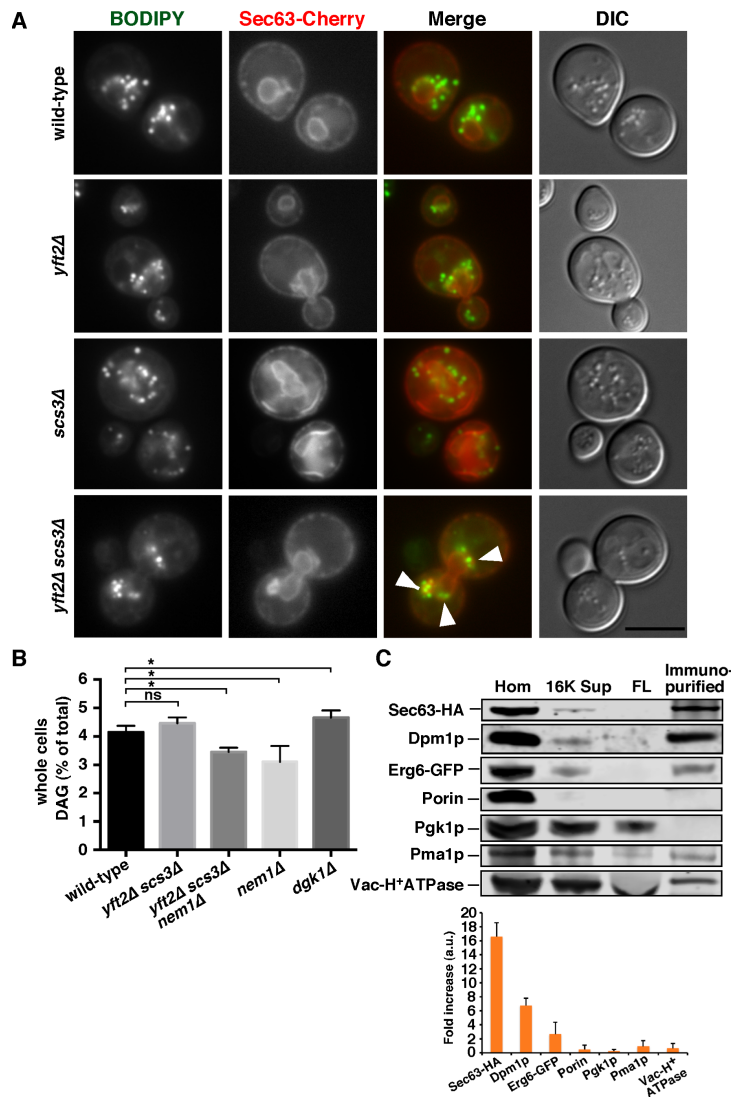 A
BODIPY Sec63-Cherry Merge DIC
wild-type
yft2Δ
scs3Δ
yft2Δ scs3Δ
B
whole cells
DAG (% of total)
6
5
4
3
2
1
0
* 
*
*
ns
wild-type
yft2Δ scs3Δ
yft2Δ scs3Δ
nem1Δ
nem1Δ
dgk1Δ
C
Hom 16K Sup FL Immuno-
purified
Sec63-HA
Dpm1p
Erg6-GFP
Porin
Pgk1p
Pma1p
Vac-H⁺ATPase
Fold increase (a.u.)
20
18
16
14
12
10
8
6
4
2
0
Sec63-HA
Dpm1p
Erg6-GFP
Porin
Pgk1p
Pma1p
Vac-H⁺
ATPase